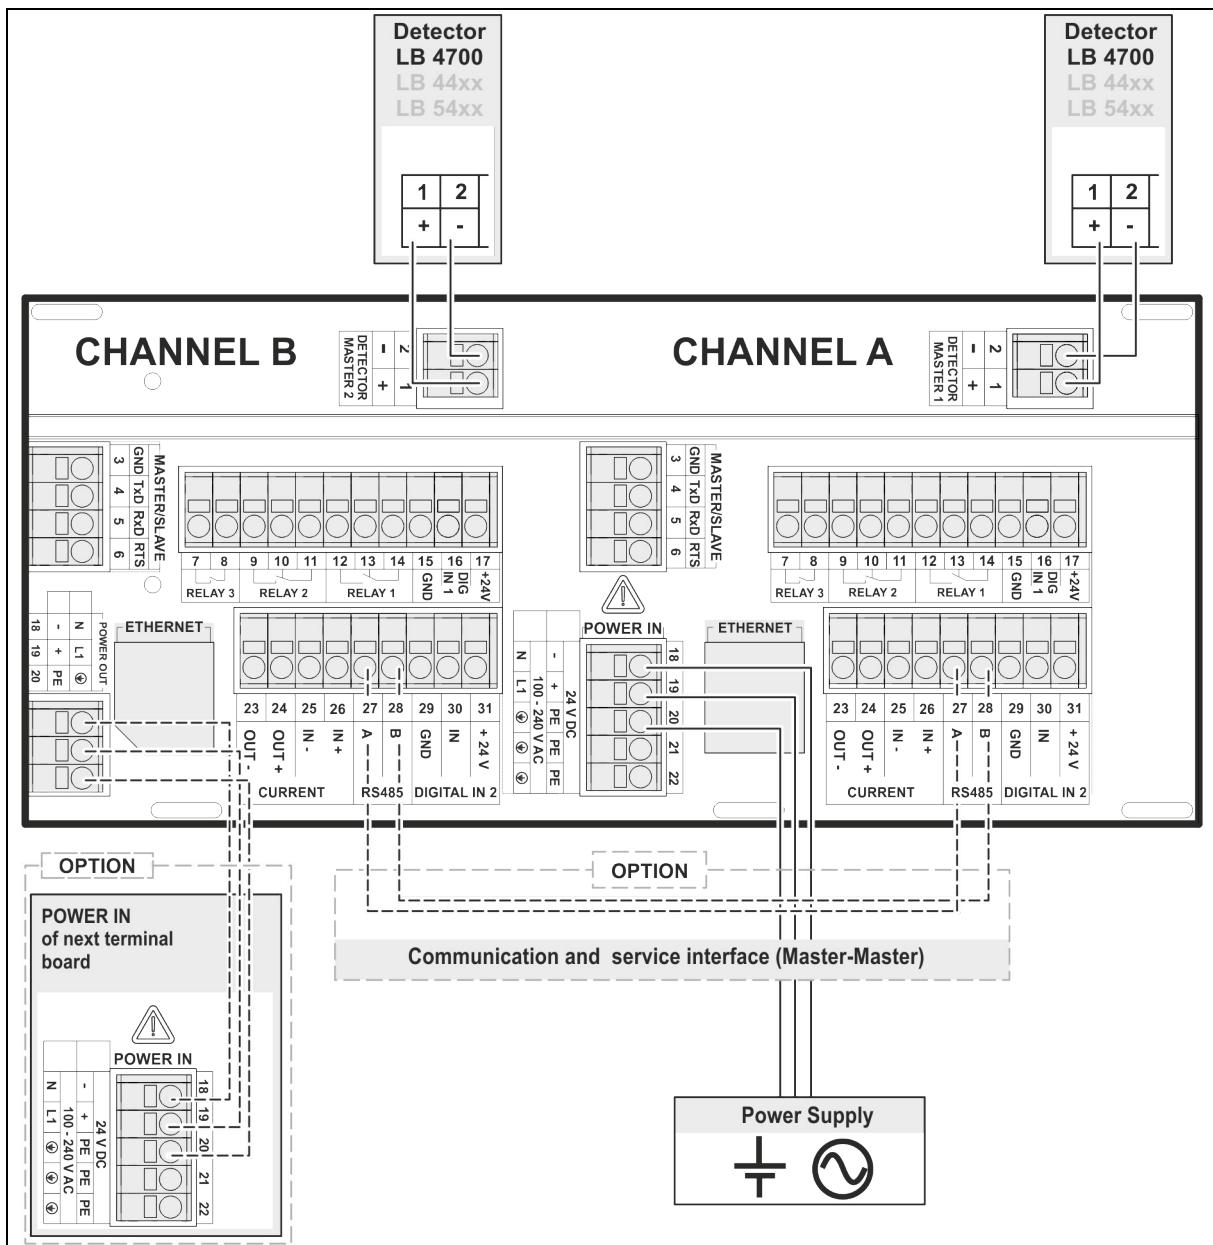 Detector
LB 4700
LB 44xx
LB 54xx
1 2
+ -
Detector
LB 4700
LB 44xx
LB 54xx
1 2
+ -
CHANNEL B
DETECTOR
MASTER 2
- +
2 1
CHANNEL A
DETECTOR
MASTER 1
- +
2 1
MASTER/SLAVE
GND TxD RxD RTS
3 4 5 6
7 8 9 10 11 12 13 14 15 16 17
RELAY 3 RELAY 2 RELAY 1 GND DIG IN 1 +24V
MASTER/SLAVE
GND TxD RxD RTS
3 4 5 6
7 8 9 10 11 12 13 14 15 16 17
RELAY 3 RELAY 2 RELAY 1 GND DIG IN 1 +24V
POWER OUT
N L1
- + PE
18 19 20
ETHERNET
23 24 25 26 27 28 29 30 31
OUT - OUT + IN - IN + A B GND IN + 24 V
CURRENT RS485 DIGITAL IN 2
POWER IN
18 19 20 21 22
24 V DC
- + PE PE PE
100 - 240 V AC
N L1
ETHERNET
23 24 25 26 27 28 29 30 31
OUT - OUT + IN - IN + A B GND IN + 24 V
CURRENT RS485 DIGITAL IN 2
OPTION
POWER IN
of next terminal
board
POWER IN
18 19 20 21 22
24 V DC
- + PE PE PE
100 - 240 V AC
N L1
OPTION
Communication and service interface (Master-Master)
Power Supply